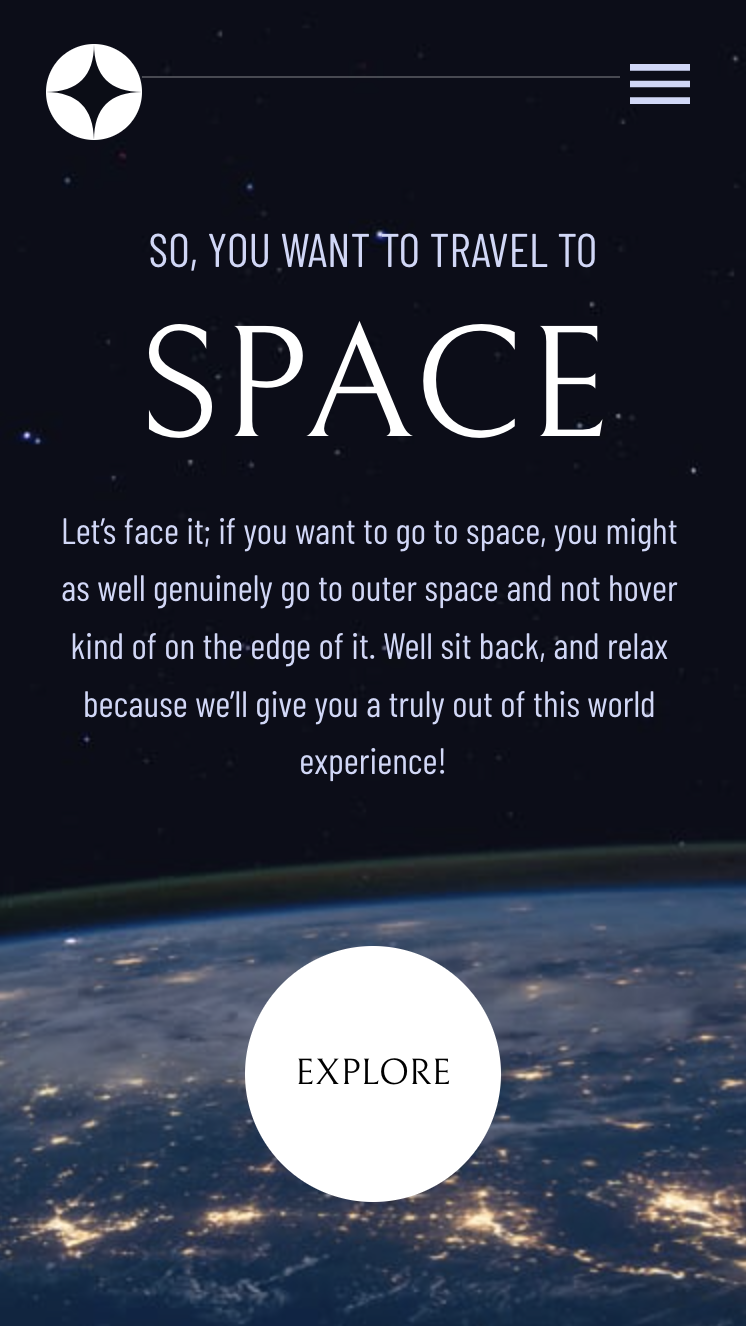 SO, YOU WANT TO TRAVEL TO
SPACE
Let’s face it; if you want to go to space, you might
as well genuinely go to outer space and not hover
kind of on the edge of it. Well sit back, and relax
because we’ll give you a truly out of this world
experience!
EXPLORE